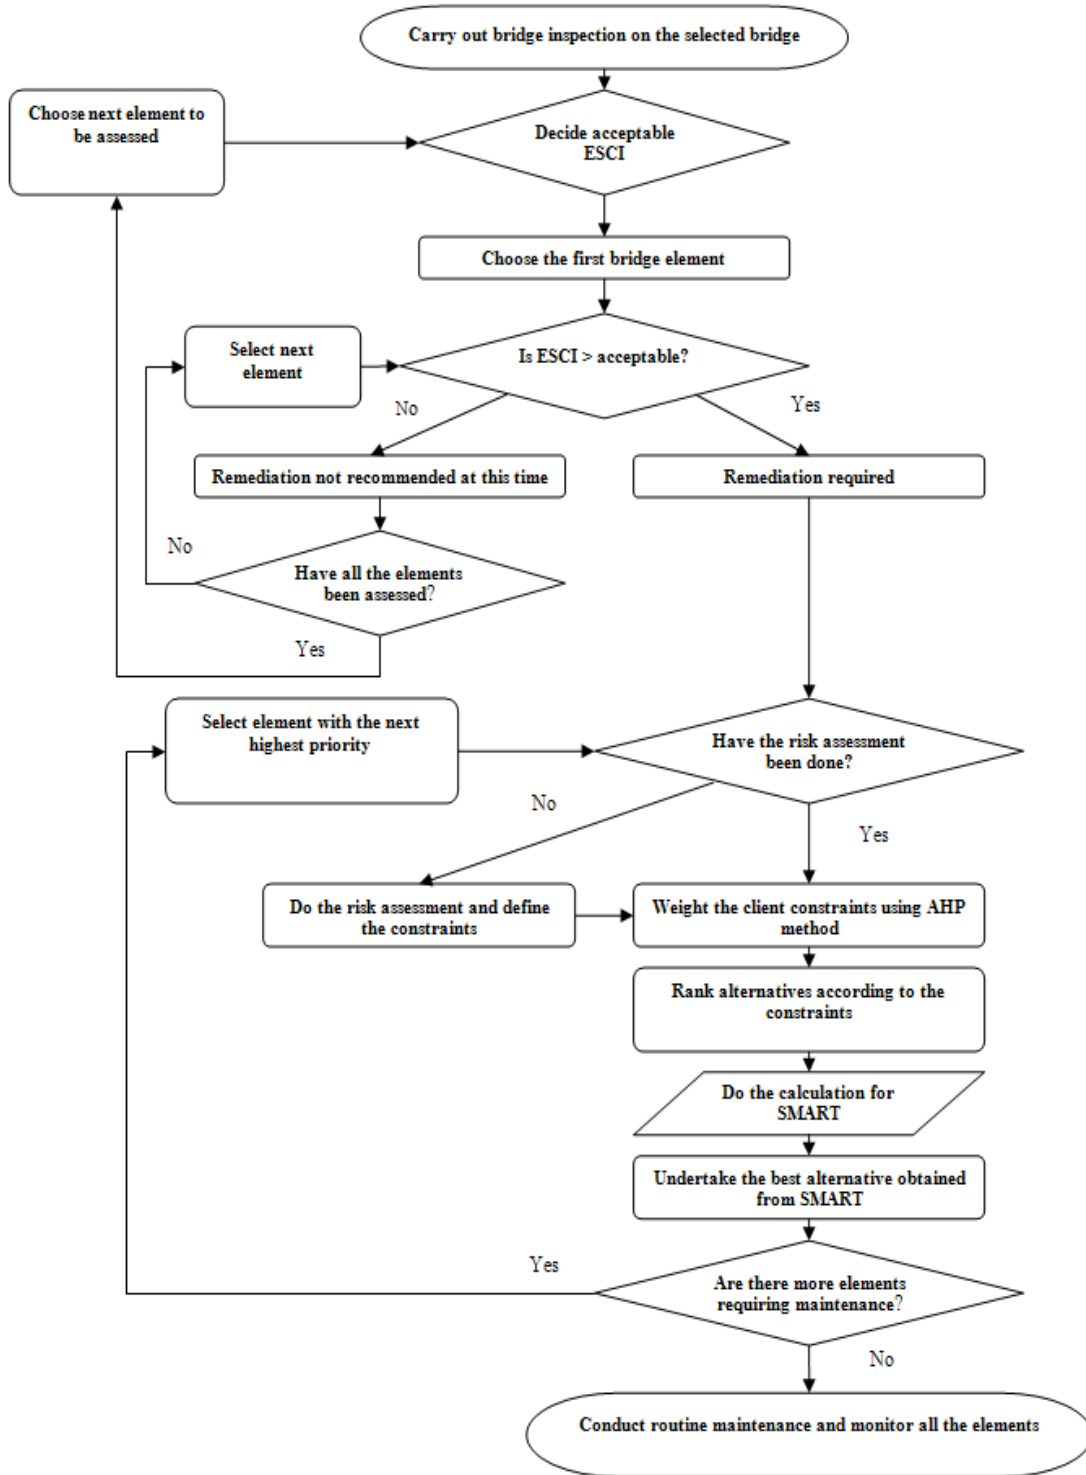 Carry out bridge inspection on the selected bridge
Choose next element to
be assessed
Decide acceptable
ESCI
Choose the first bridge element
Select next
element
Is ESCI > acceptable?
No
Yes
Remediation not recommended at this time
Remediation required
No
Have all the elements
been assessed?
Yes
Select element with the next
highest priority
Have the risk assessment
been done?
No
Yes
Do the risk assessment and define
the constraints
Weight the client constraints using AHP
method
Rank alternatives according to the
constraints
Do the calculation for
SMART
Undertake the best alternative obtained
from SMART
Yes
Are there more elements
requiring maintenance?
No
Conduct routine maintenance and monitor all the elements